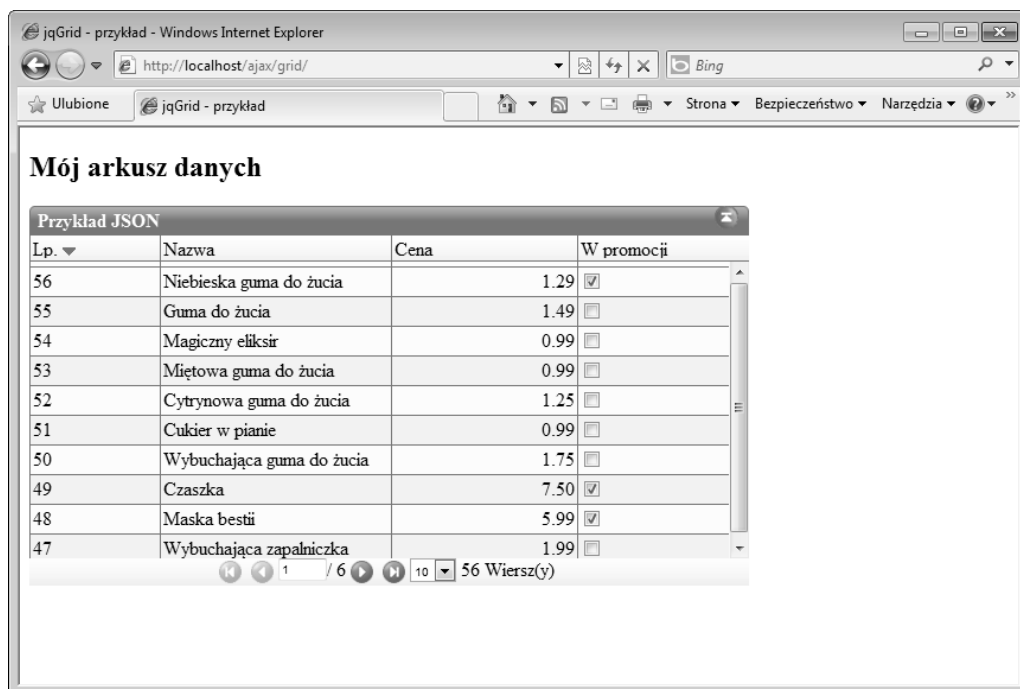 jqGrid - przykład - Windows Internet Explorer
http://localhost/ajax/grid/ Bing
Ulubione jqGrid - przykład Strona Bezpieczeństwo Narzędzia
Mój arkusz danych
Przykład JSON
Lp. Nazwa Cena W promocji
56 Niebieska guma do żucia 1.29
55 Guma do żucia 1.49
54 Magiczny eliksir 0.99
53 Miętowa guma do żucia 0.99
52 Cytrynowa guma do żucia 1.25
51 Cukier w pianie 0.99
50 Wybuchająca guma do żucia 1.75
49 Czaszka 7.50
48 Maska bestii 5.99
47 Wybuchająca zapalniczka 1.99
1 / 6 10 56 Wiersz(y)